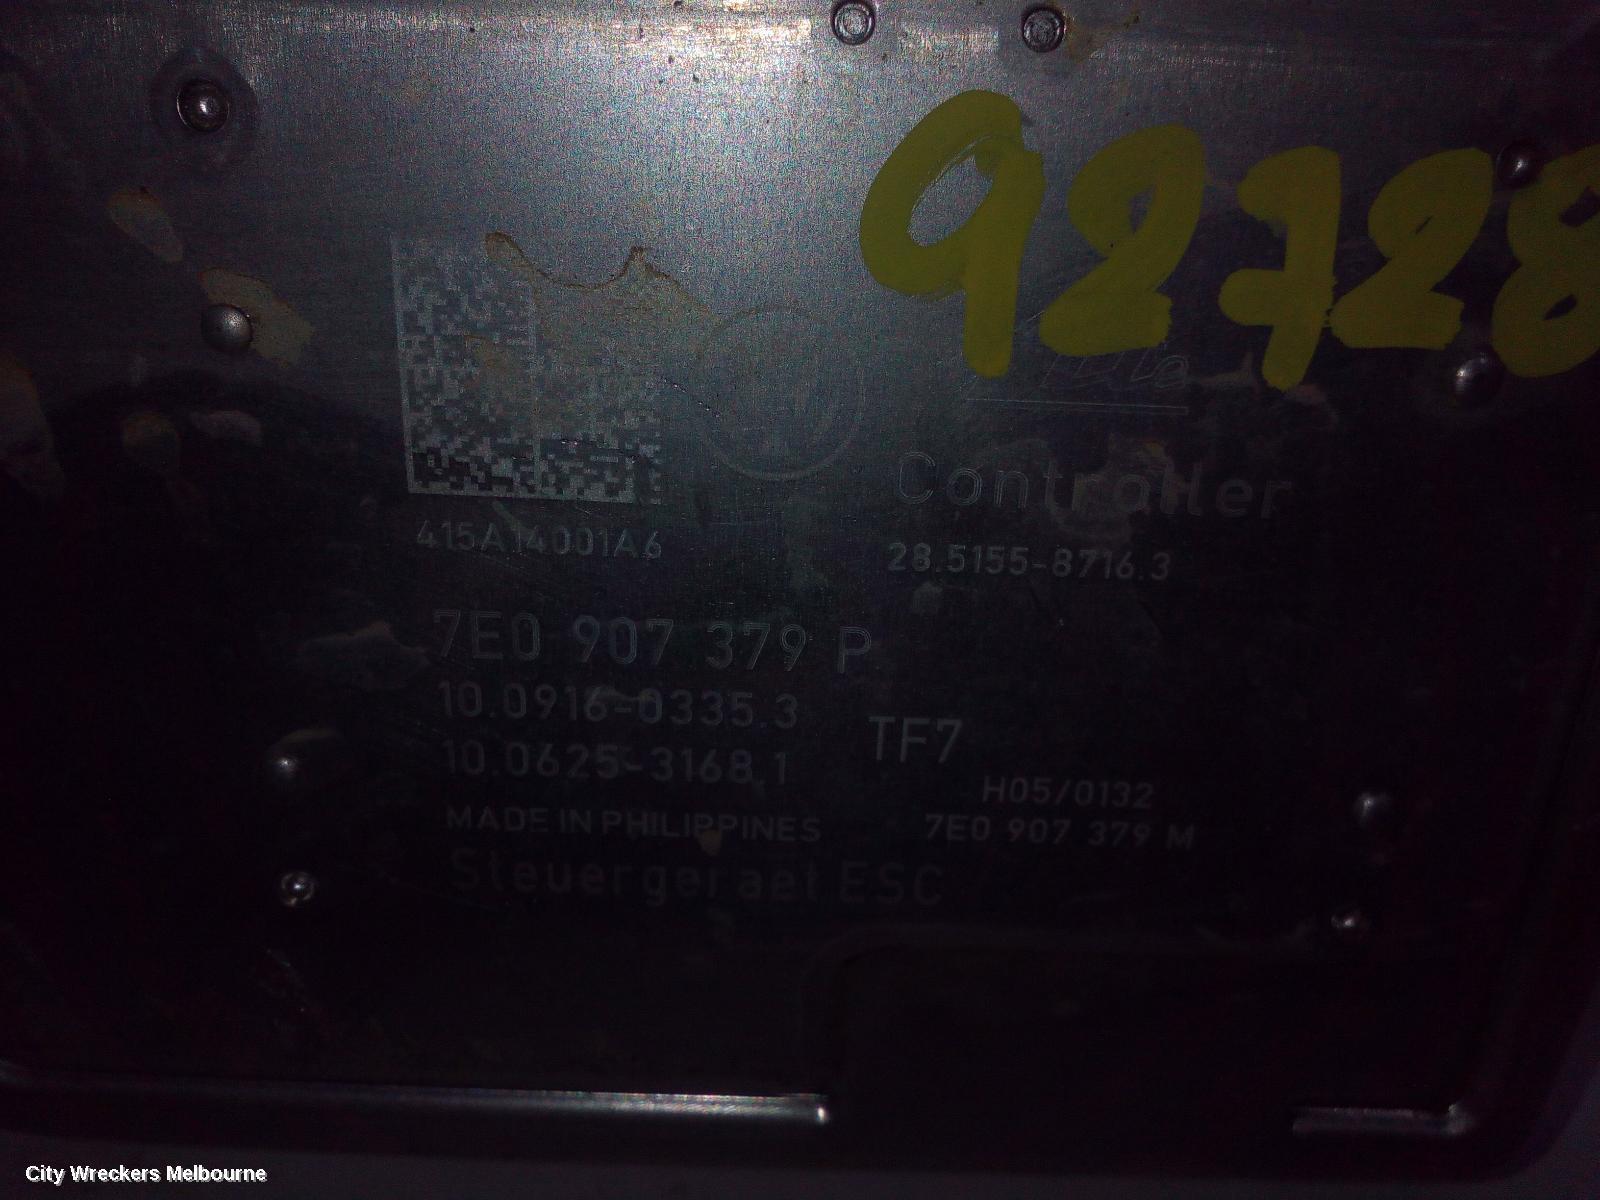 92728
Controller
415A14001A6
28.5155-8716.3
7E0 907 379 P
10.0916-0335.3
10.0625-3168.1
TF7
H05/0132
MADE IN PHILIPPINES
7E0 907 379 M
Steuergeraet ESC
City Wreckers Melbourne